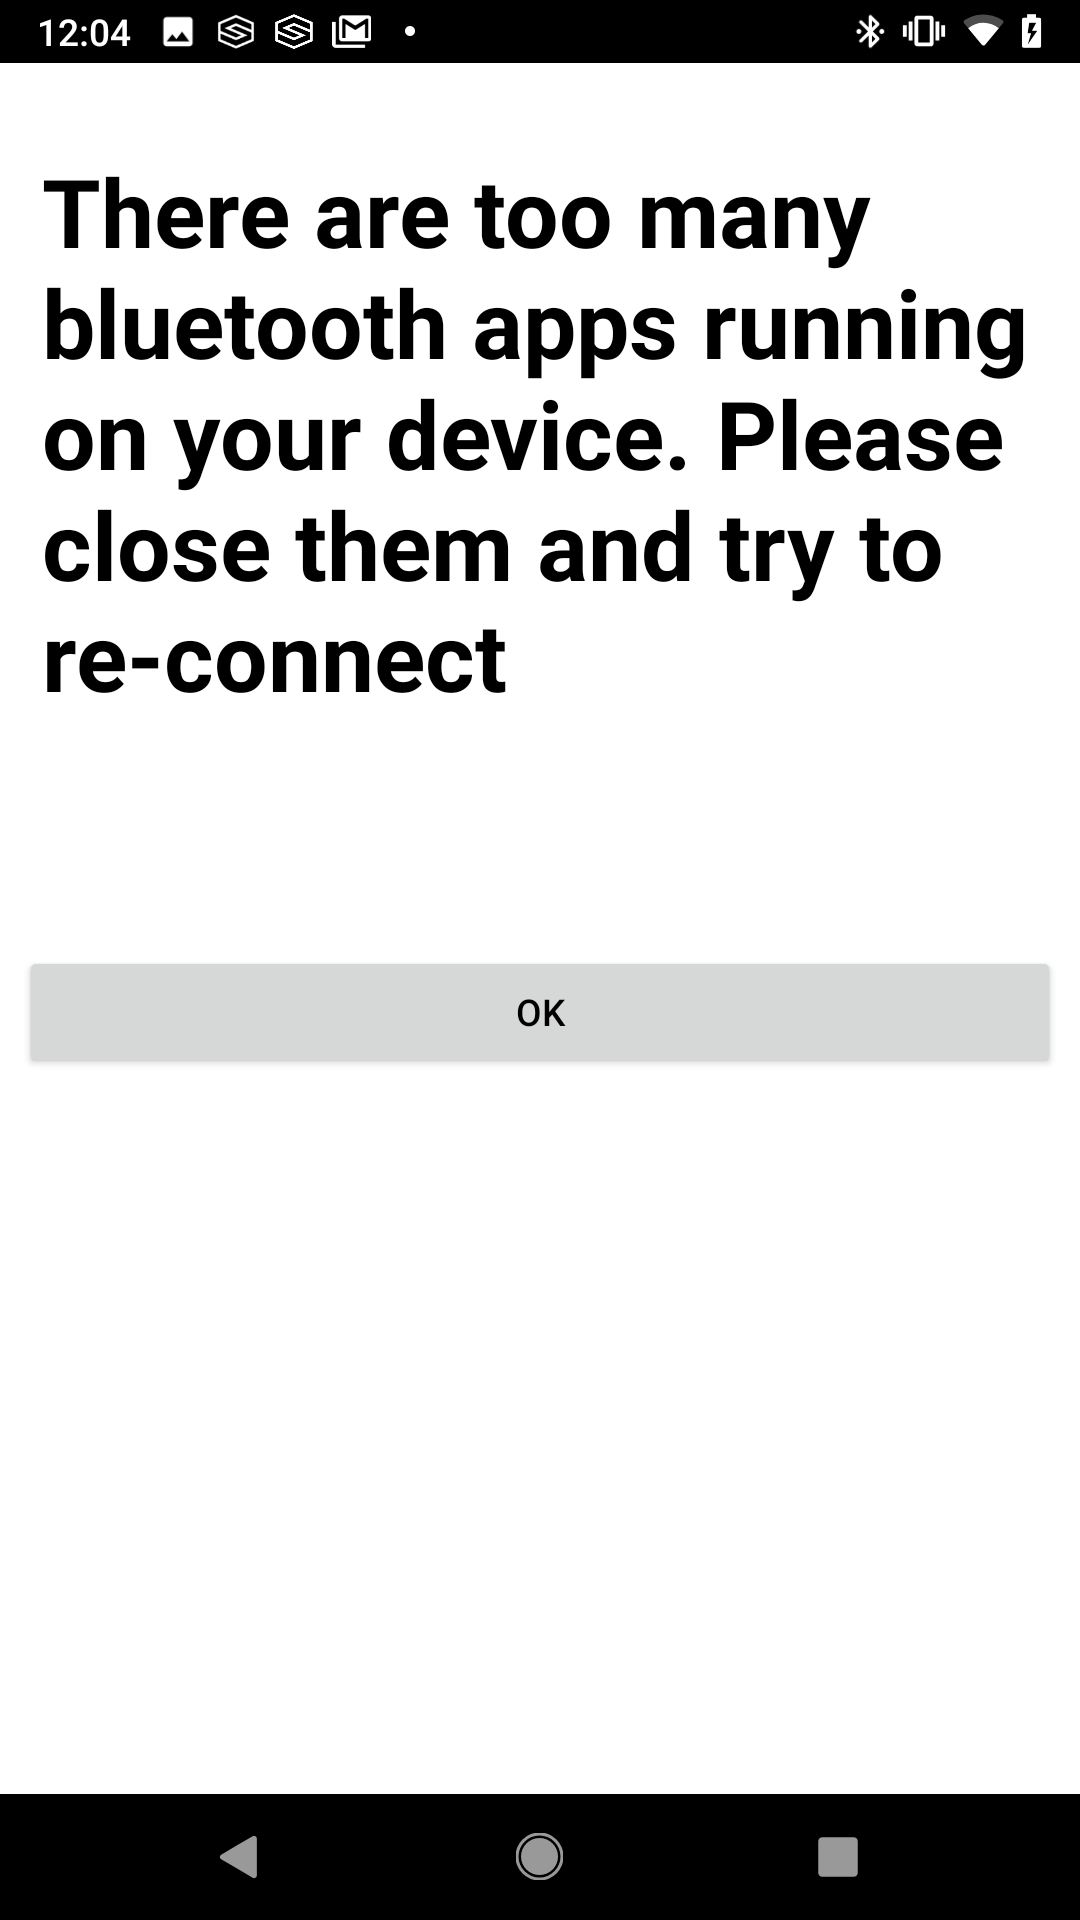 12:04
There are too many
bluetooth apps running
on your device. Please
close them and try to
re-connect
OK